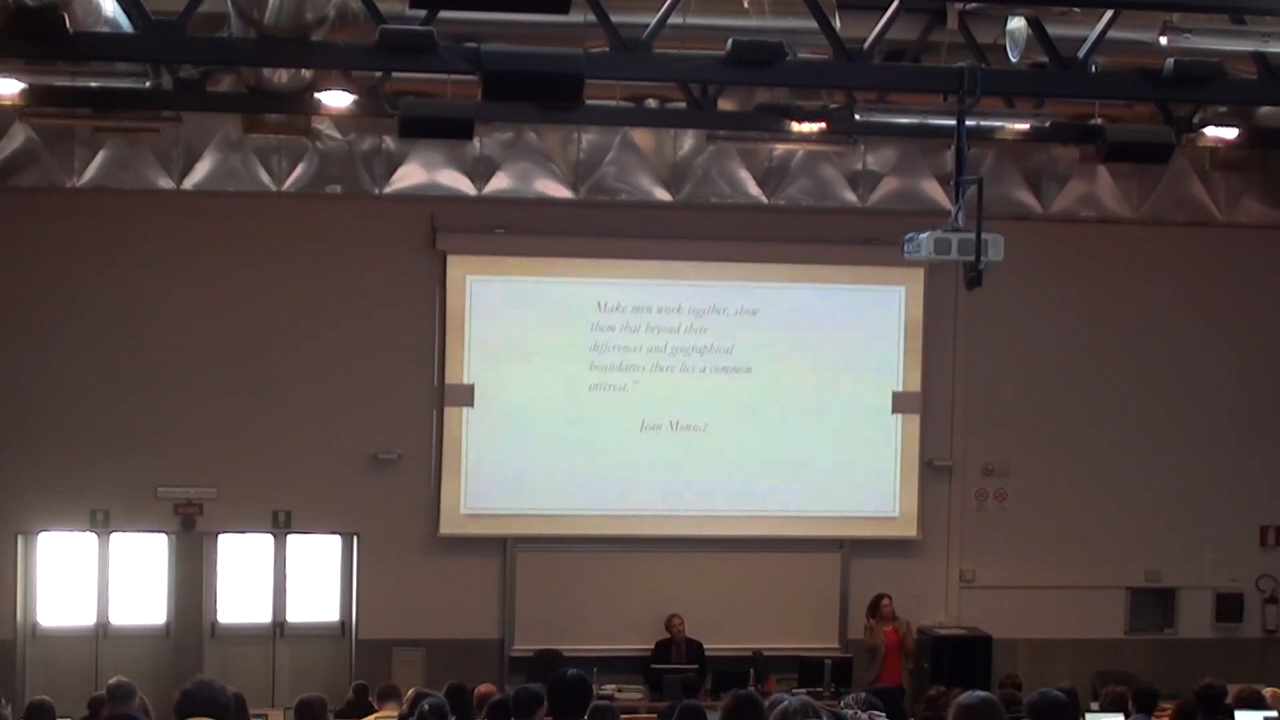 Make men work together, show
them that beyond their
differences and geographical
boundaries there lies a common
interest."
Jean Monnet